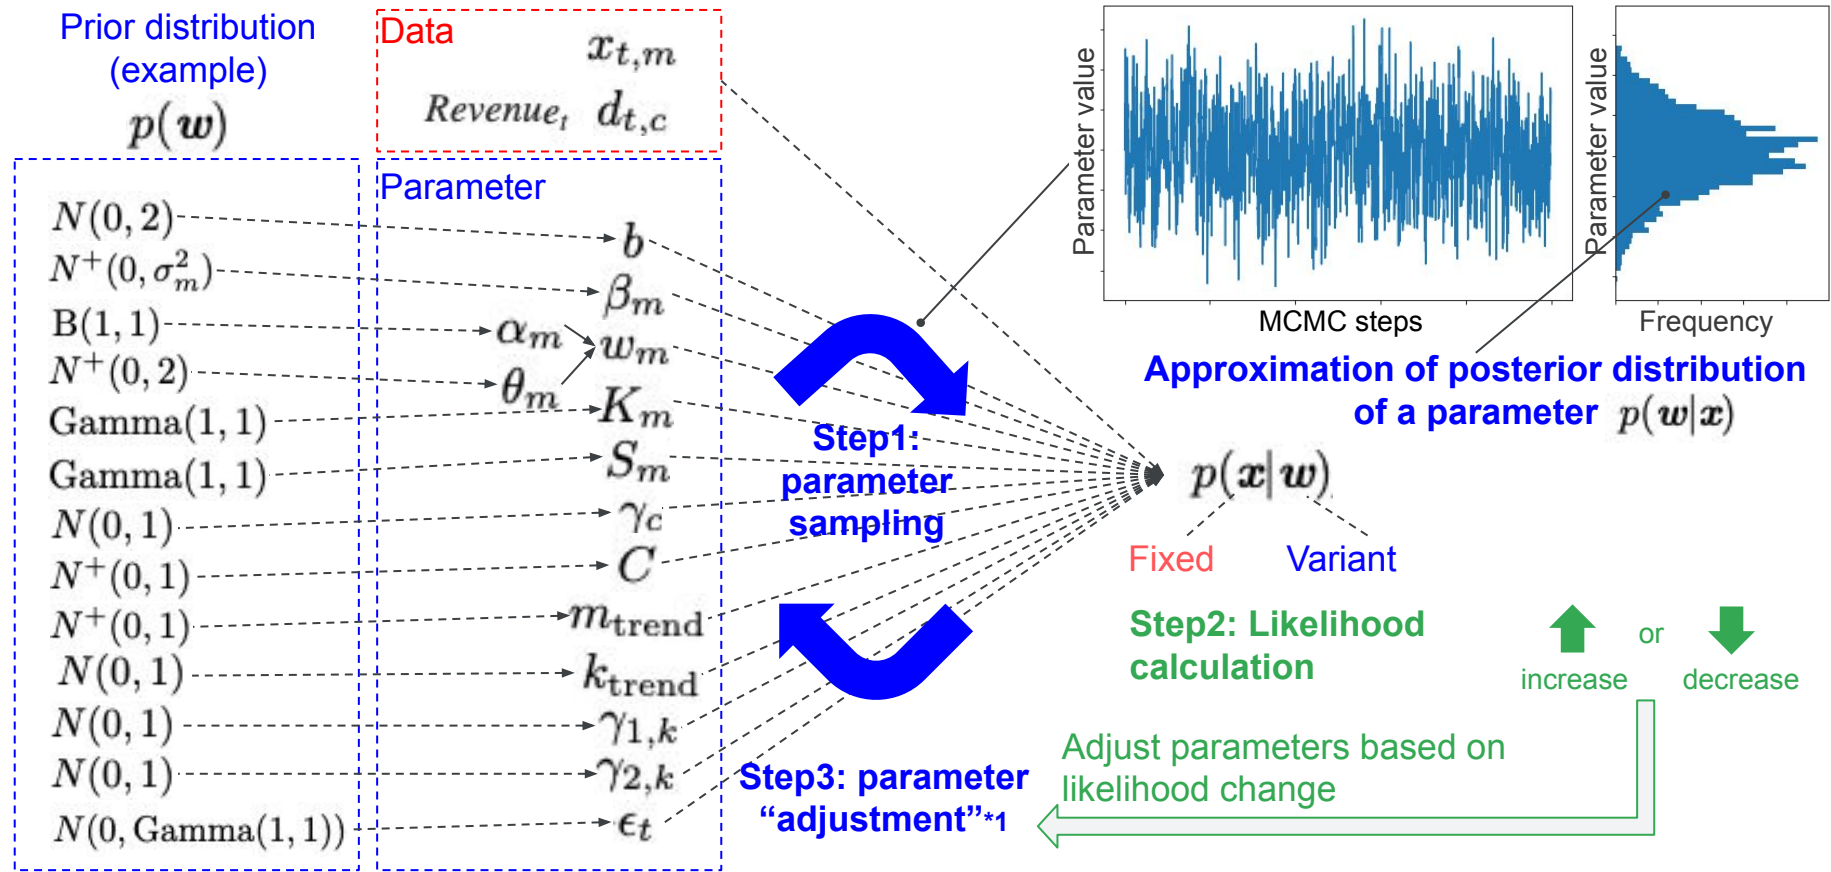 Prior distribution
(example)
p(w)
N(0, 2)
N⁺(0, σ²ₘ)
B(1, 1)
N⁺(0, 2)
Gamma(1, 1)
Gamma(1, 1)
N(0, 1)
N⁺(0, 1)
N⁺(0, 1)
N(0, 1)
N(0, 1)
N(0, 1)
N(0, Gamma(1, 1))
Data
x_{t,m}
Revenue_t d_{t,c}
Parameter
b
β_m
α_m w_m
θ_m
K_m
S_m
γ_c
C
m_trend
k_trend
γ_{1,k}
γ_{2,k}
ϵ_t
Step1:
parameter
sampling
Step3: parameter
“adjustment”*1
Parameter value
MCMC steps
Parameter value
Frequency
Approximation of posterior distribution
of a parameter p(w|x)
p(x|w)
Fixed
Variant
Step2: Likelihood
calculation
or
increase
decrease
Adjust parameters based on
likelihood change